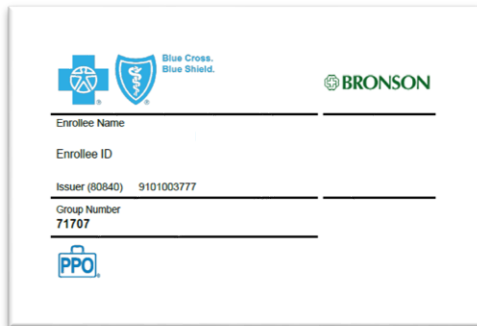 Blue Cross.
Blue Shield.
BRONSON
Enrollee Name
Enrollee ID
Issuer (80840) 9101003777
Group Number
71707
PPO